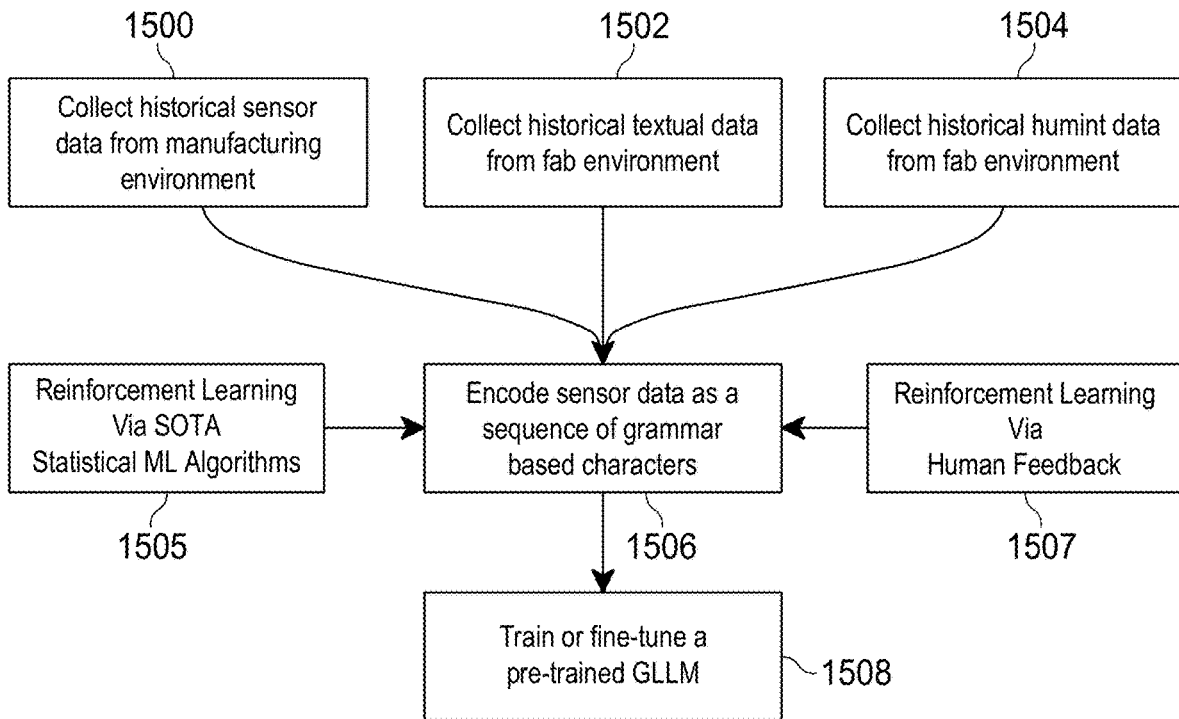 1500
Collect historical sensor
data from manufacturing
environment
1502
Collect historical textual data
from fab environment
1504
Collect historical humint data
from fab environment
Reinforcement Learning
Via SOTA
Statistical ML Algorithms
1505
Encode sensor data as a
sequence of grammar
based characters
1506
Reinforcement Learning
Via
Human Feedback
1507
Train or fine-tune a
pre-trained GLLM
1508